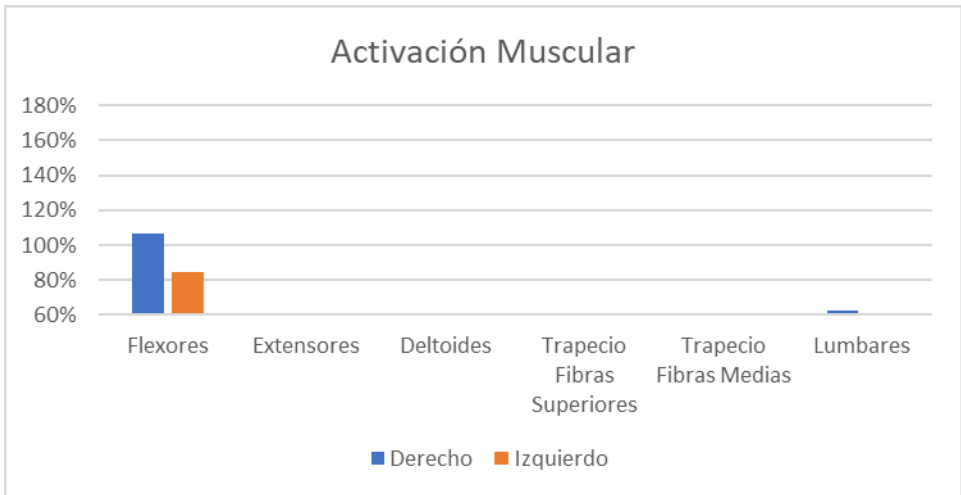 Activación Muscular
180%
160%
140%
120%
100%
80%
60%
Flexores
Extensores
Deltoides
Trapecio
Fibras
Superiores
Trapecio
Fibras Medias
Lumbares
Derecho
Izquierdo